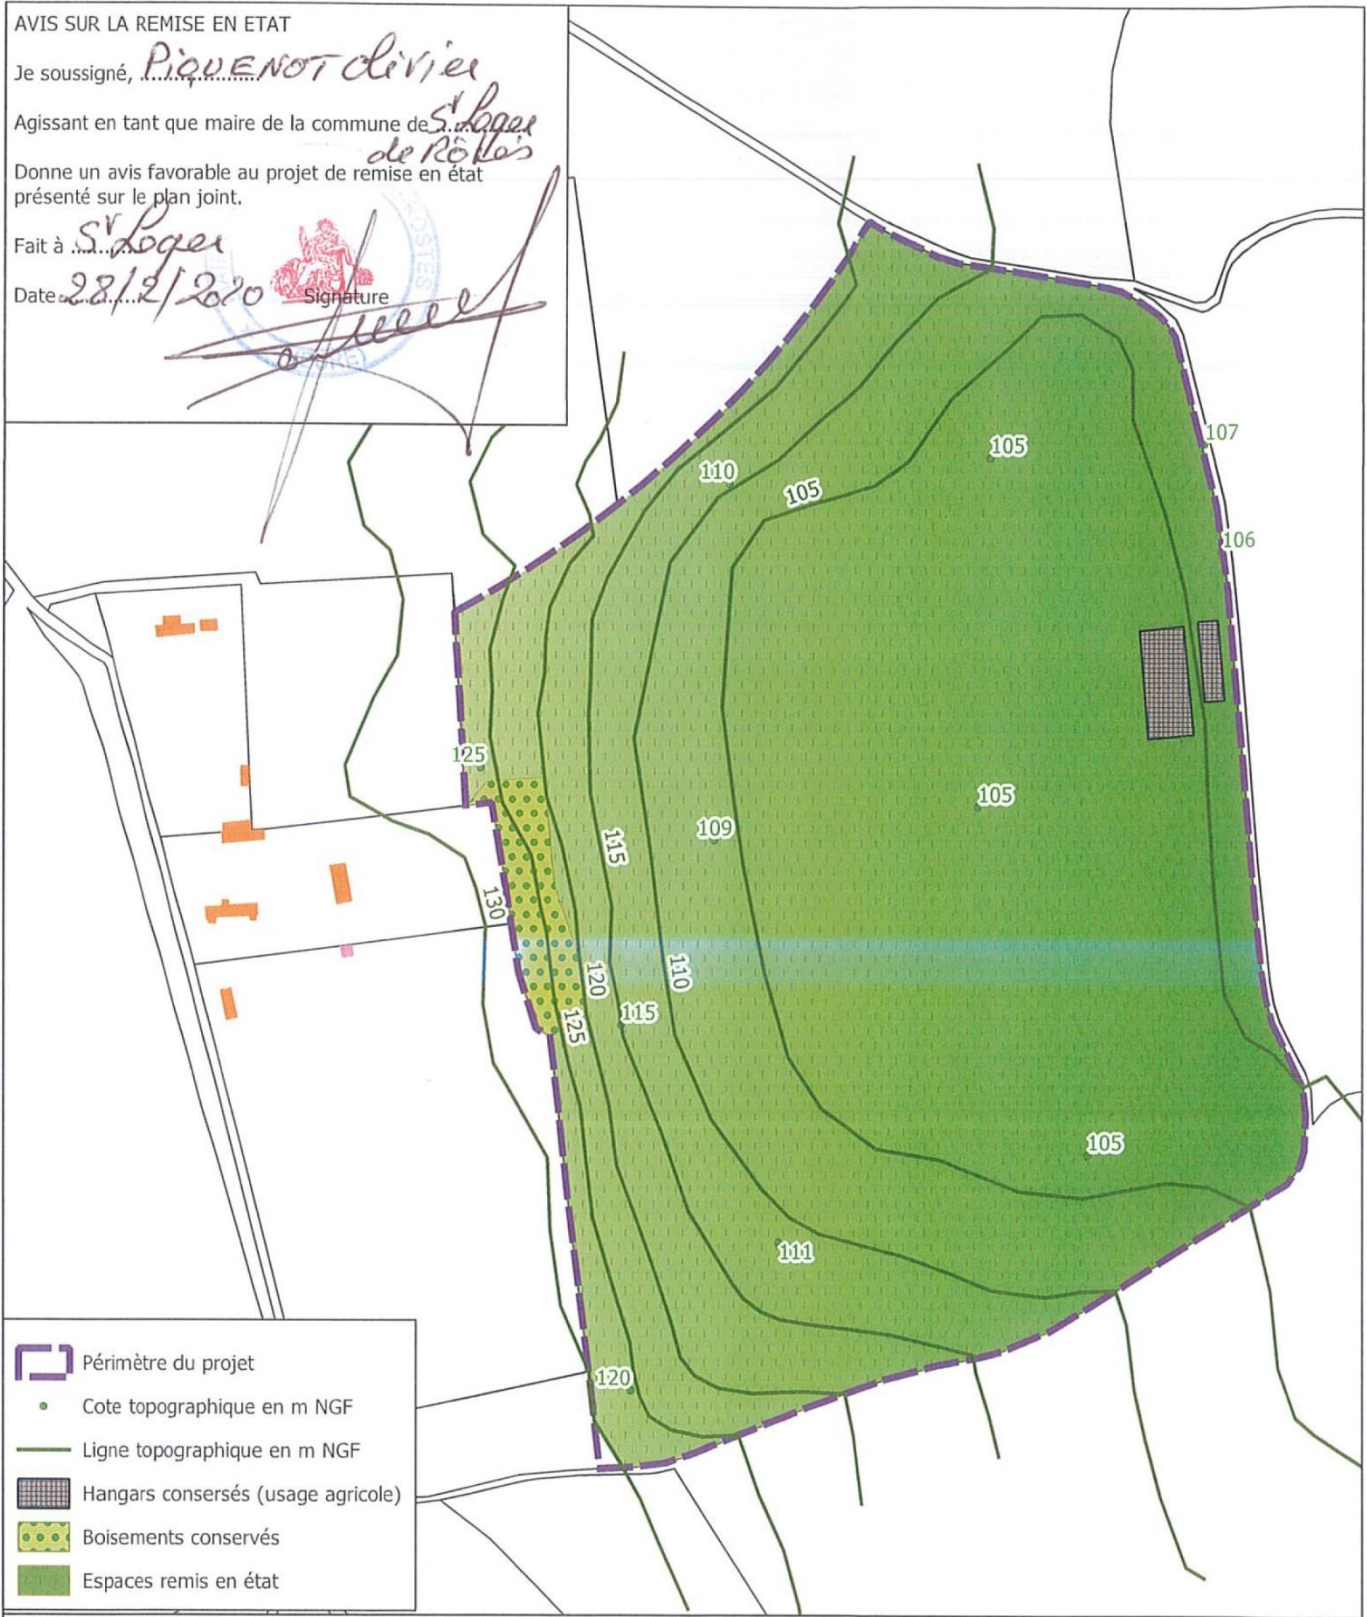 AVIS SUR LA REMISE EN ETAT
Je soussigné, PIQUENOT Olivier
Agissant en tant que maire de la commune de St Loger
de Rôtes
Donne un avis favorable au projet de remise en état
présenté sur le plan joint.
Fait à St Loger
Date 28/2/2020 Signature
107
105
110
105
106
125
105
109
115
130
120
110
115
125
105
111
120
Périmètre du projet
Cote topographique en m NGF
Ligne topographique en m NGF
Hangars consersés (usage agricole)
Boisements conservés
Espaces remis en état